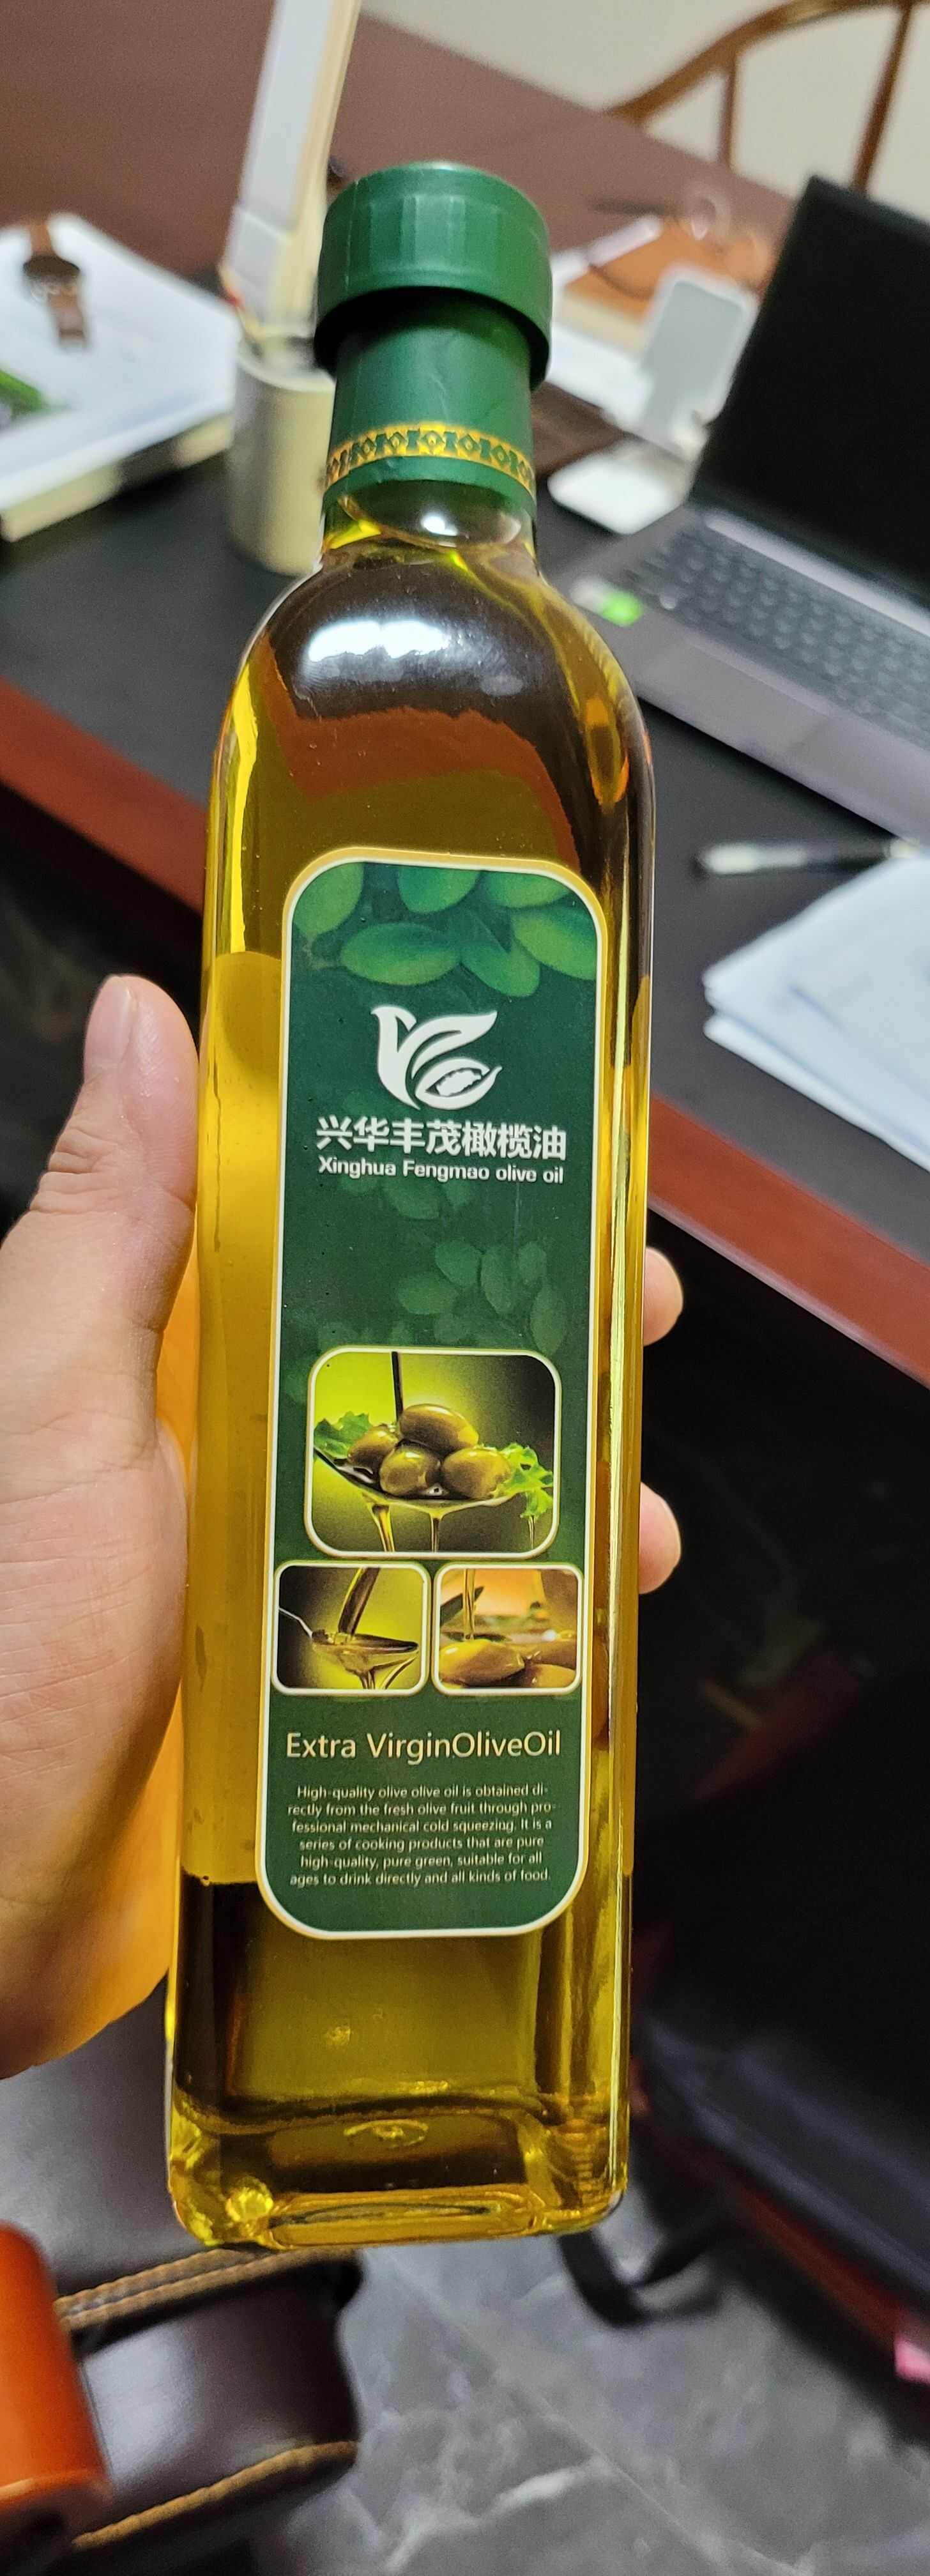 兴华丰茂橄榄油
Xinghua Fengmao olive oil
Extra VirginOliveOil
High-quality olive olive oil is obtained di-
rectly from the fresh olive fruit through pro-
fessional mechanical cold squeezing. It is a
series of cooking products that are pure
high-quality, pure green, suitable for all
ages to drink directly and all kinds of food.